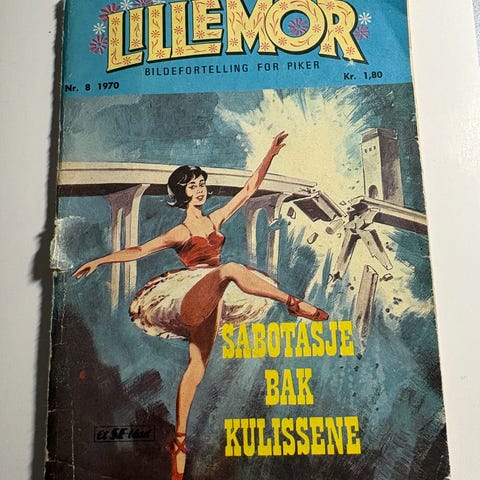 LILLEMOR
BILDEFORTELLING FOR PIKER
Nr. 8 1970
Kr. 1,80
SABOTASJE
BAK
KULISSENE
et SE-blad